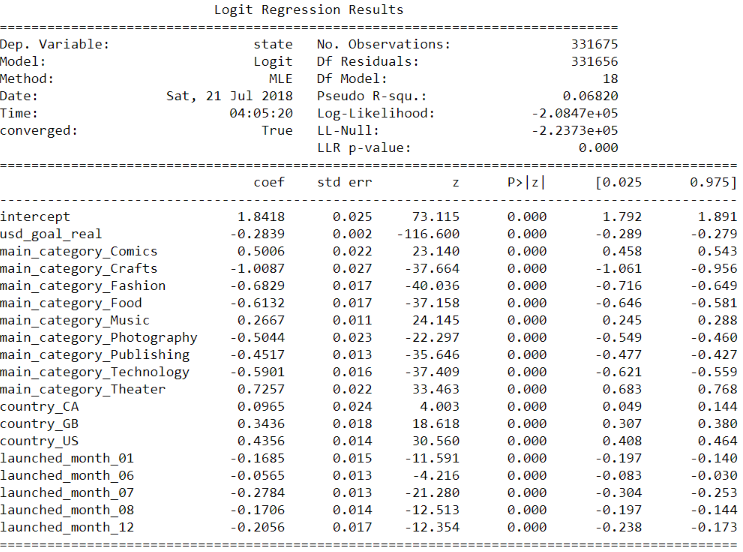 Logit Regression Results
==============================================================================
Dep. Variable: state No. Observations: 331675
Model: Logit Df Residuals: 331656
Method: MLE Df Model: 18
Date: Sat, 21 Jul 2018 Pseudo R-squ.: 0.06820
Time: 04:05:20 Log-Likelihood: -2.0847e+05
converged: True LL-Null: -2.2373e+05
LLR p-value: 0.000
=============================================================================================
coef std err z P>|z| [0.025 0.975]
---------------------------------------------------------------------------------------------
intercept 1.8418 0.025 73.115 0.000 1.792 1.891
usd_goal_real -0.2839 0.002 -116.600 0.000 -0.289 -0.279
main_category_Comics 0.5006 0.022 23.140 0.000 0.458 0.543
main_category_Crafts -1.0087 0.027 -37.664 0.000 -1.061 -0.956
main_category_Fashion -0.6829 0.017 -40.036 0.000 -0.716 -0.649
main_category_Food -0.6132 0.017 -37.158 0.000 -0.646 -0.581
main_category_Music 0.2667 0.011 24.145 0.000 0.245 0.288
main_category_Photography -0.5044 0.023 -22.297 0.000 -0.549 -0.460
main_category_Publishing -0.4517 0.013 -35.646 0.000 -0.477 -0.427
main_category_Technology -0.5901 0.016 -37.409 0.000 -0.621 -0.559
main_category_Theater 0.7257 0.022 33.463 0.000 0.683 0.768
country_CA 0.0965 0.024 4.003 0.000 0.049 0.144
country_GB 0.3436 0.018 18.618 0.000 0.307 0.380
country_US 0.4356 0.014 30.560 0.000 0.408 0.464
launched_month_01 -0.1685 0.015 -11.591 0.000 -0.197 -0.140
launched_month_06 -0.0565 0.013 -4.216 0.000 -0.083 -0.030
launched_month_07 -0.2784 0.013 -21.280 0.000 -0.304 -0.253
launched_month_08 -0.1706 0.014 -12.513 0.000 -0.197 -0.144
launched_month_12 -0.2056 0.017 -12.354 0.000 -0.238 -0.173
=============================================================================================